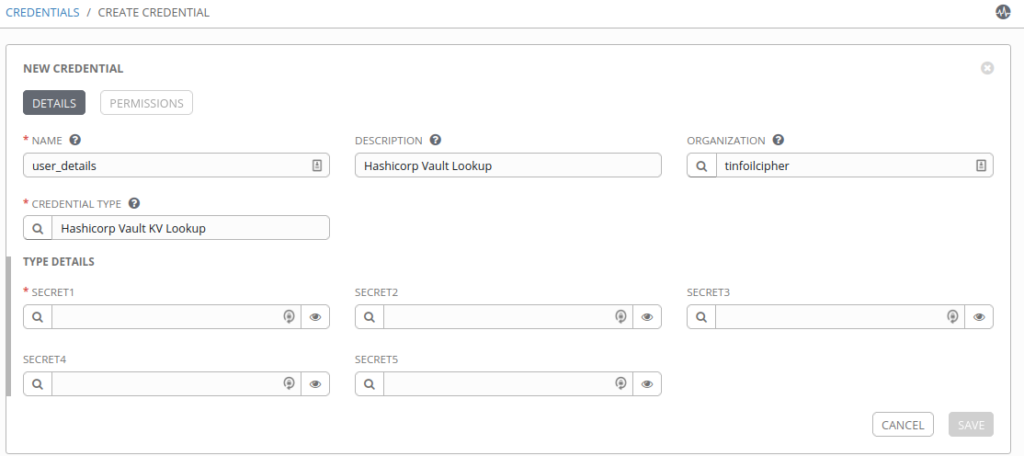 CREDENTIALS / CREATE CREDENTIAL
NEW CREDENTIAL
DETAILS PERMISSIONS
* NAME ? DESCRIPTION ? ORGANIZATION ?
user_details Hashicorp Vault Lookup tinfoilcipher
* CREDENTIAL TYPE ?
Hashicorp Vault KV Lookup
TYPE DETAILS
* SECRET1 SECRET2 SECRET3
SECRET4 SECRET5
CANCEL SAVE